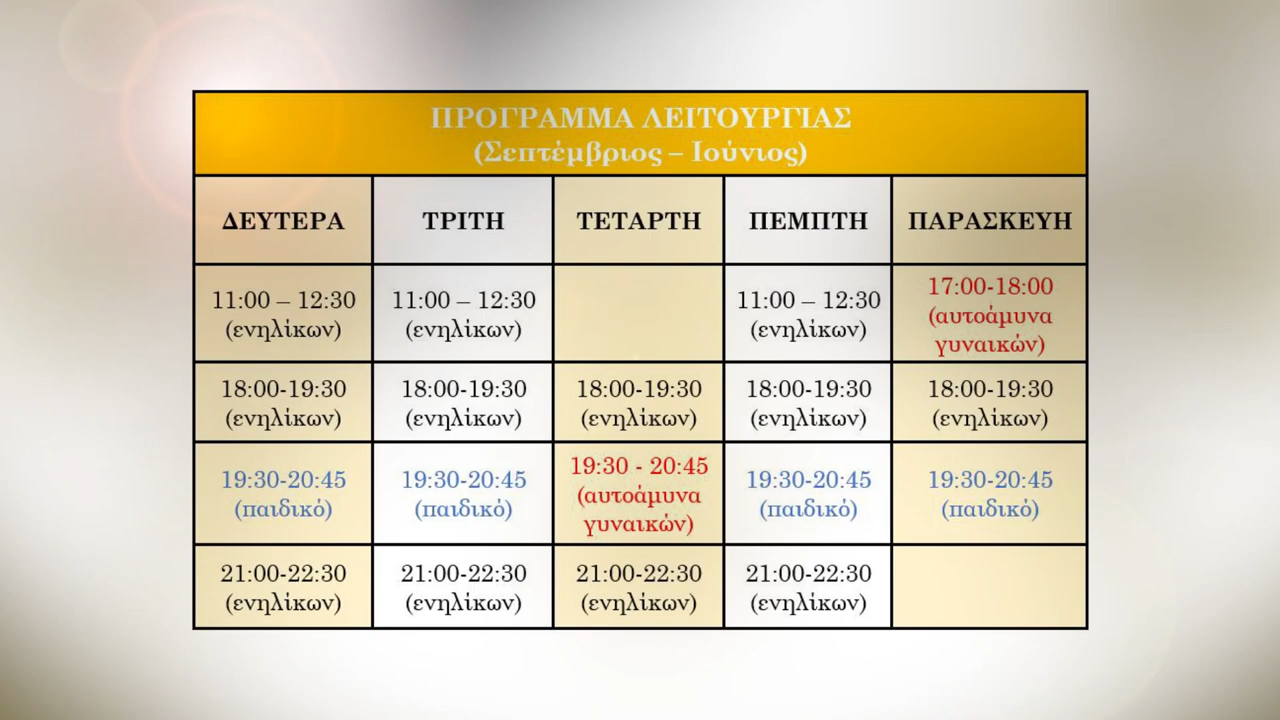 ΠΡΟΓΡΑΜΜΑ ΛΕΙΤΟΥΡΓΙΑΣ
(Σεπτέμβριος – Ιούνιος)
ΔΕΥΤΕΡΑ ΤΡΙΤΗ ΤΕΤΑΡΤΗ ΠΕΜΠΤΗ ΠΑΡΑΣΚΕΥΗ
11:00 – 12:30
(ενηλίκων)
11:00 – 12:30
(ενηλίκων)
11:00 – 12:30
(ενηλίκων)
17:00-18:00
(αυτοάμυνα
γυναικών)
18:00-19:30
(ενηλίκων)
18:00-19:30
(ενηλίκων)
18:00-19:30
(ενηλίκων)
18:00-19:30
(ενηλίκων)
18:00-19:30
(ενηλίκων)
19:30-20:45
(παιδικό)
19:30-20:45
(παιδικό)
19:30 - 20:45
(αυτοάμυνα
γυναικών)
19:30-20:45
(παιδικό)
19:30-20:45
(παιδικό)
21:00-22:30
(ενηλίκων)
21:00-22:30
(ενηλίκων)
21:00-22:30
(ενηλίκων)
21:00-22:30
(ενηλίκων)